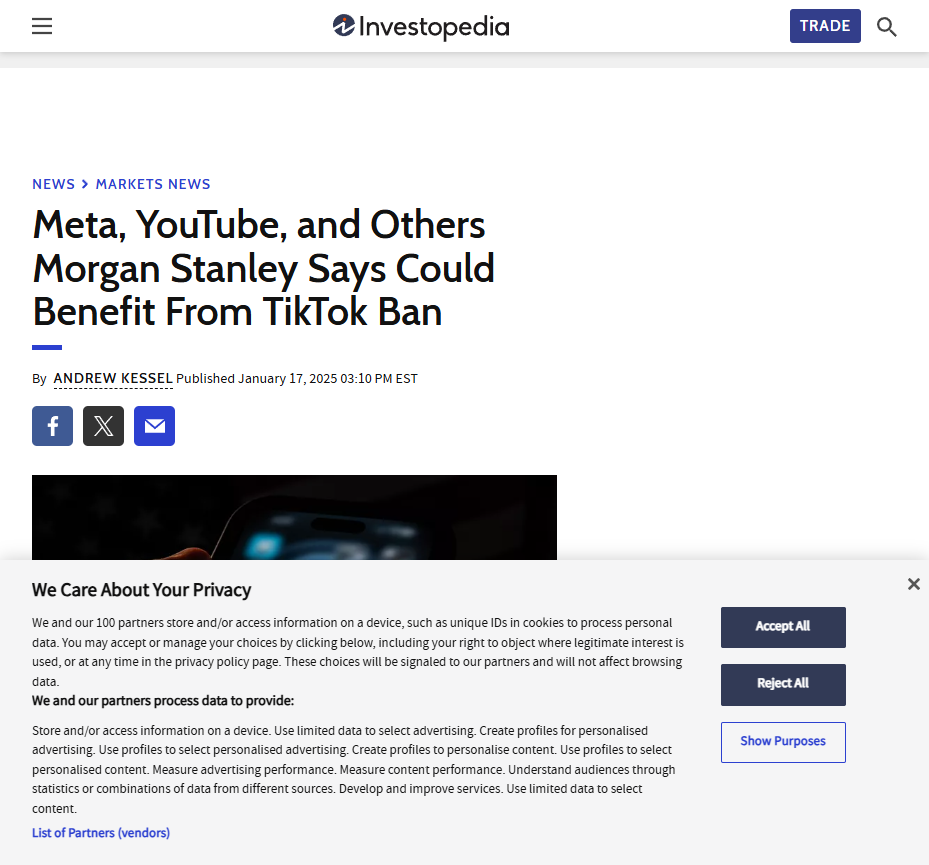 Investopedia
TRADE
NEWS > MARKETS NEWS
Meta, YouTube, and Others
Morgan Stanley Says Could
Benefit From TikTok Ban
By ANDREW KESSEL Published January 17, 2025 03:10 PM EST
We Care About Your Privacy
We and our 100 partners store and/or access information on a device, such as unique IDs in cookies to process personal
data. You may accept or manage your choices by clicking below, including your right to object where legitimate interest is
used, or at any time in the privacy policy page. These choices will be signaled to our partners and will not affect browsing
data.
We and our partners process data to provide:
Store and/or access information on a device. Use limited data to select advertising. Create profiles for personalised
advertising. Use profiles to select personalised advertising. Create profiles to personalise content. Use profiles to select
personalised content. Measure advertising performance. Measure content performance. Understand audiences through
statistics or combinations of data from different sources. Develop and improve services. Use limited data to select
content.
List of Partners (vendors)
Accept All
Reject All
Show Purposes